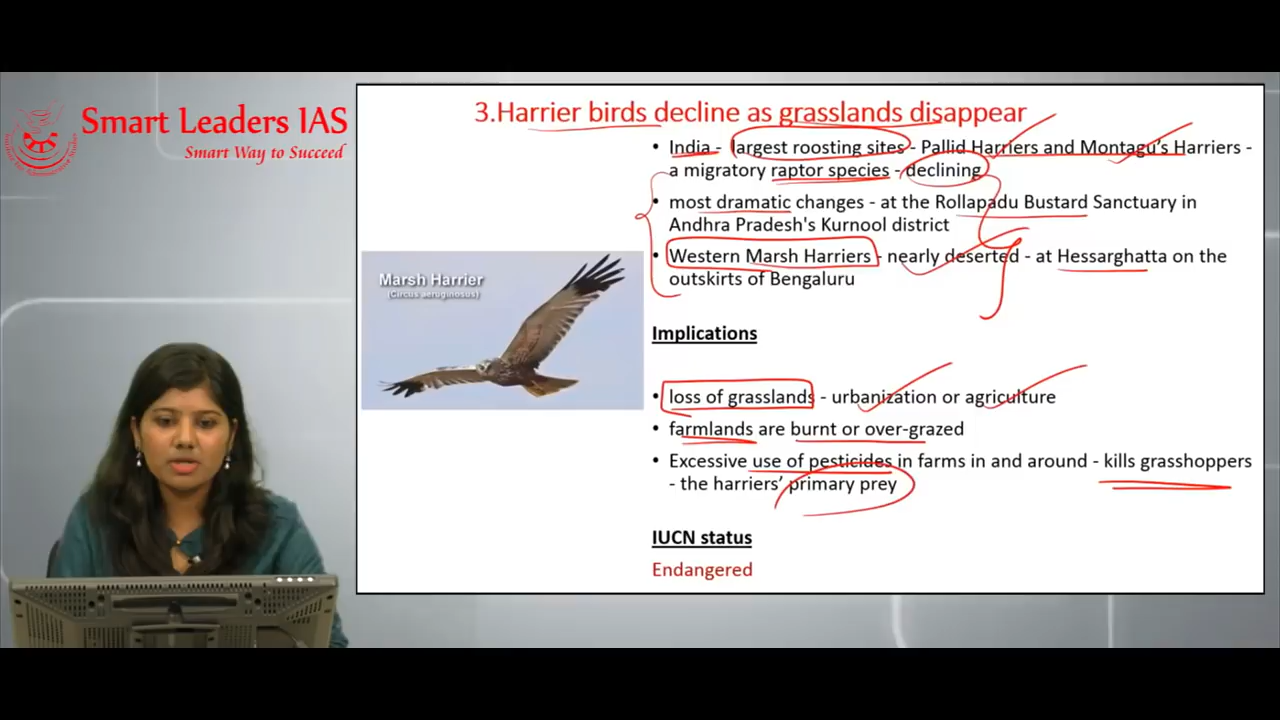 Smart Leaders IAS
Smart Way to Succeed
3.Harrier birds decline as grasslands disappear
• India - largest roosting sites - Pallid Harriers and Montagu's Harriers -
a migratory raptor species - declining
• most dramatic changes - at the Rollapadu Bustard Sanctuary in
Andhra Pradesh's Kurnool district
• Western Marsh Harriers - nearly deserted - at Hessarghatta on the
outskirts of Bengaluru
Marsh Harrier
(Circus aeruginosus)
Implications
• loss of grasslands - urbanization or agriculture
• farmlands are burnt or over-grazed
• Excessive use of pesticides in farms in and around - kills grasshoppers
- the harriers' primary prey
IUCN status
Endangered